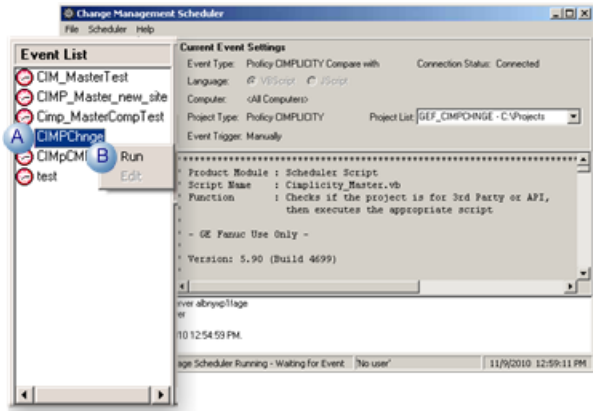 Change Management Scheduler
File Scheduler Help
Event List
CIM_MasterTest
CIMP_Master_new_site
Cimp_MasterCompTest
A CIMPChnge
CIMpCMI
B Run
Edit
test
Current Event Settings
Event Type: Proficy CIMPLICITY Compare with Connection Status: Connected
Language: VBScript JScript
Computer: <All Computers>
Project Type: Proficy CIMPLICITY Project List: GEF_CIMPCHNGE - C:\Projects
Event Trigger: Manually
' Product Module : Scheduler Script
' Script Name : Cimplicity_Master.vb
' Function : Checks if the project is for 3rd Party or API,
then executes the appropriate script
' - GE Fanuc Use Only -
' Version: 5.90 (Build 4699)
10 12:54:59 PM.
Scheduler Running - Waiting for Event 'No user' 11/9/2010 12:59:11 PM